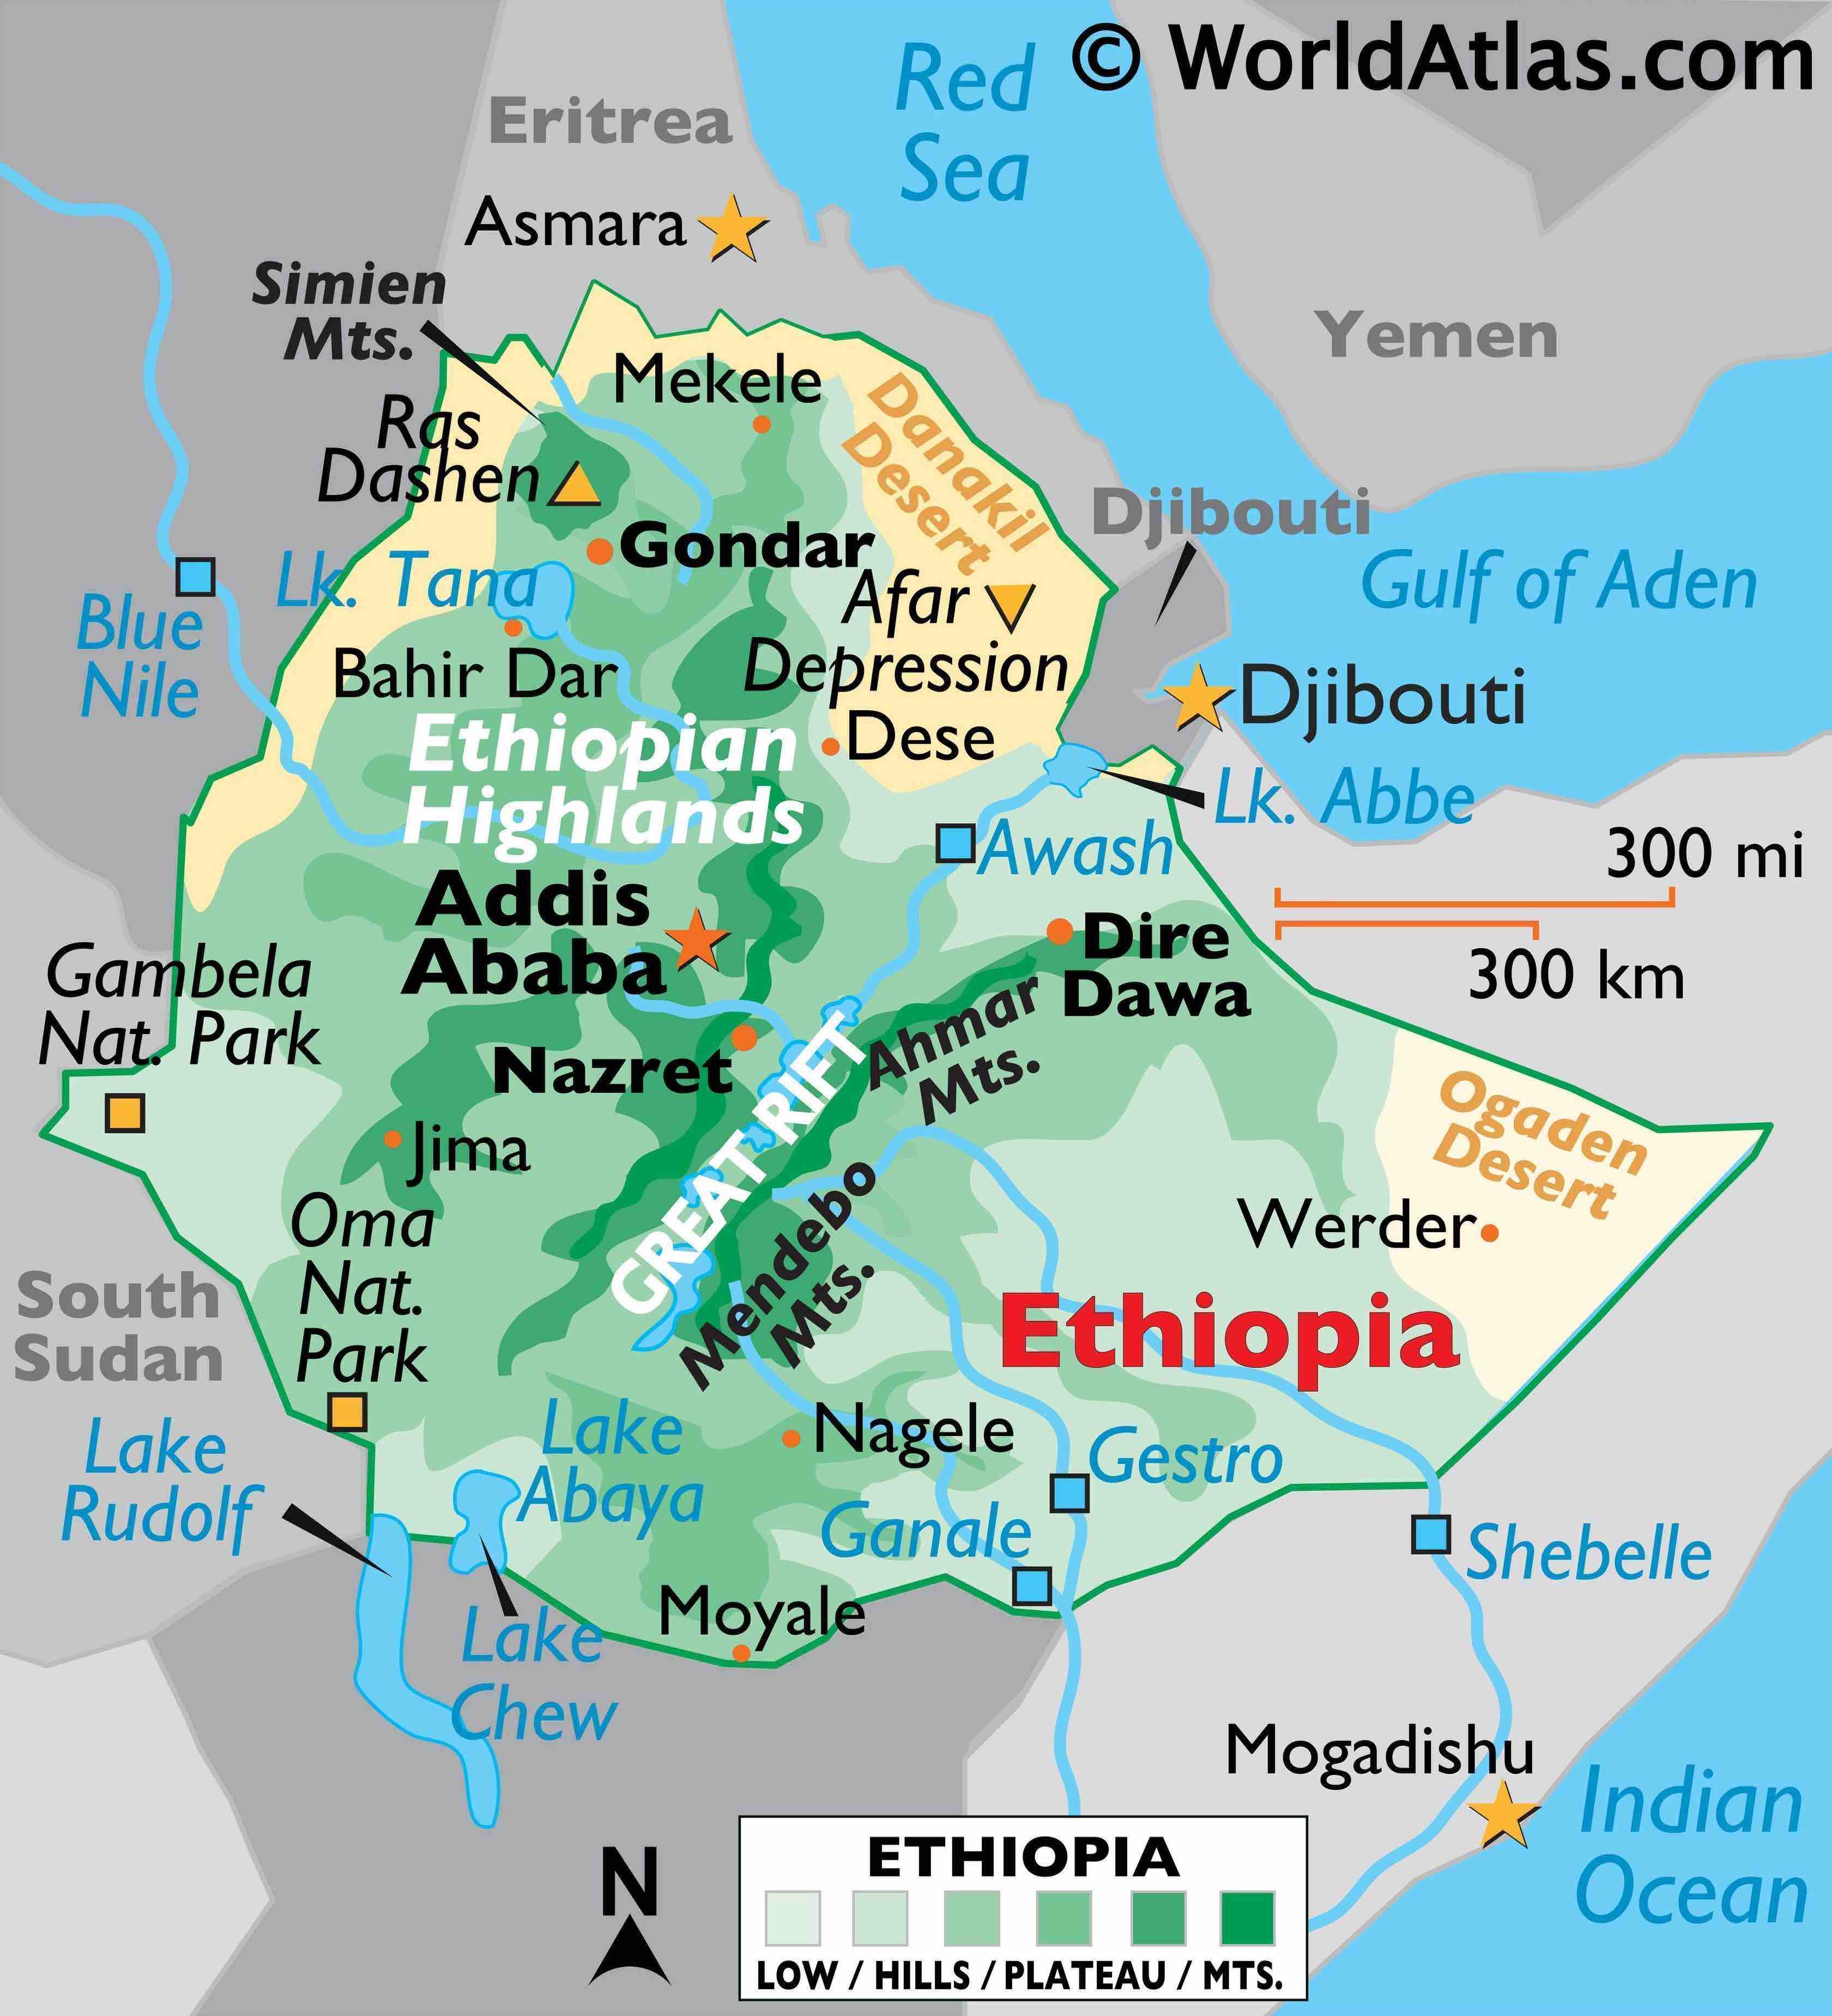 © WorldAtlas.com
Red
Sea
Eritrea
Asmara
Simien
Mts.
Yemen
Mekele
Ras
Dashen
Danakil
Desert
Djibouti
Gondar
Gulf of Aden
Lk. Tana
Afar
Depression
Blue
Nile
Bahir Dar
Djibouti
Ethiopian
Highlands
Dese
Lk. Abbe
Awash
300 mi
300 km
Addis
Ababa
Dire
Dawa
Gambela
Nat. Park
Nazret
Ahmar
Mts.
GREAT RIFT
Ogaden
Desert
Jima
Oma
Nat.
Park
Mendebo
Mts.
Werder
South
Sudan
Ethiopia
Lake
Rudolf
Lake
Abaya
Nagele
Gestro
Ganale
Shebelle
Moyale
Lake
Chew
Mogadishu
Indian
Ocean
N
ETHIOPIA
LOW / HILLS / PLATEAU / MTS.